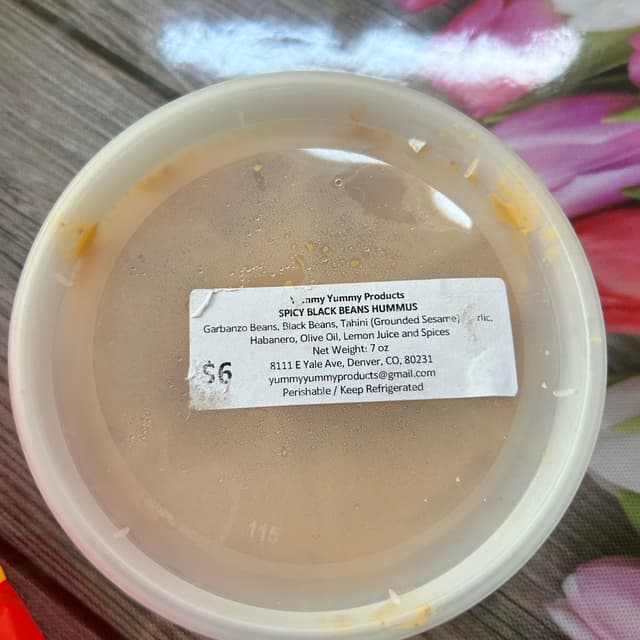 Yummy Yummy Products
SPICY BLACK BEANS HUMMUS
Garbanzo Beans, Black Beans, Tahini (Grounded Sesame)
Habanero, Olive Oil, Lemon Juice and Spices
Net Weight: 7 oz
8111 E Yale Ave, Denver, CO, 80231
yummyyummyproducts@gmail.com
Perishable / Keep Refrigerated
$6
116